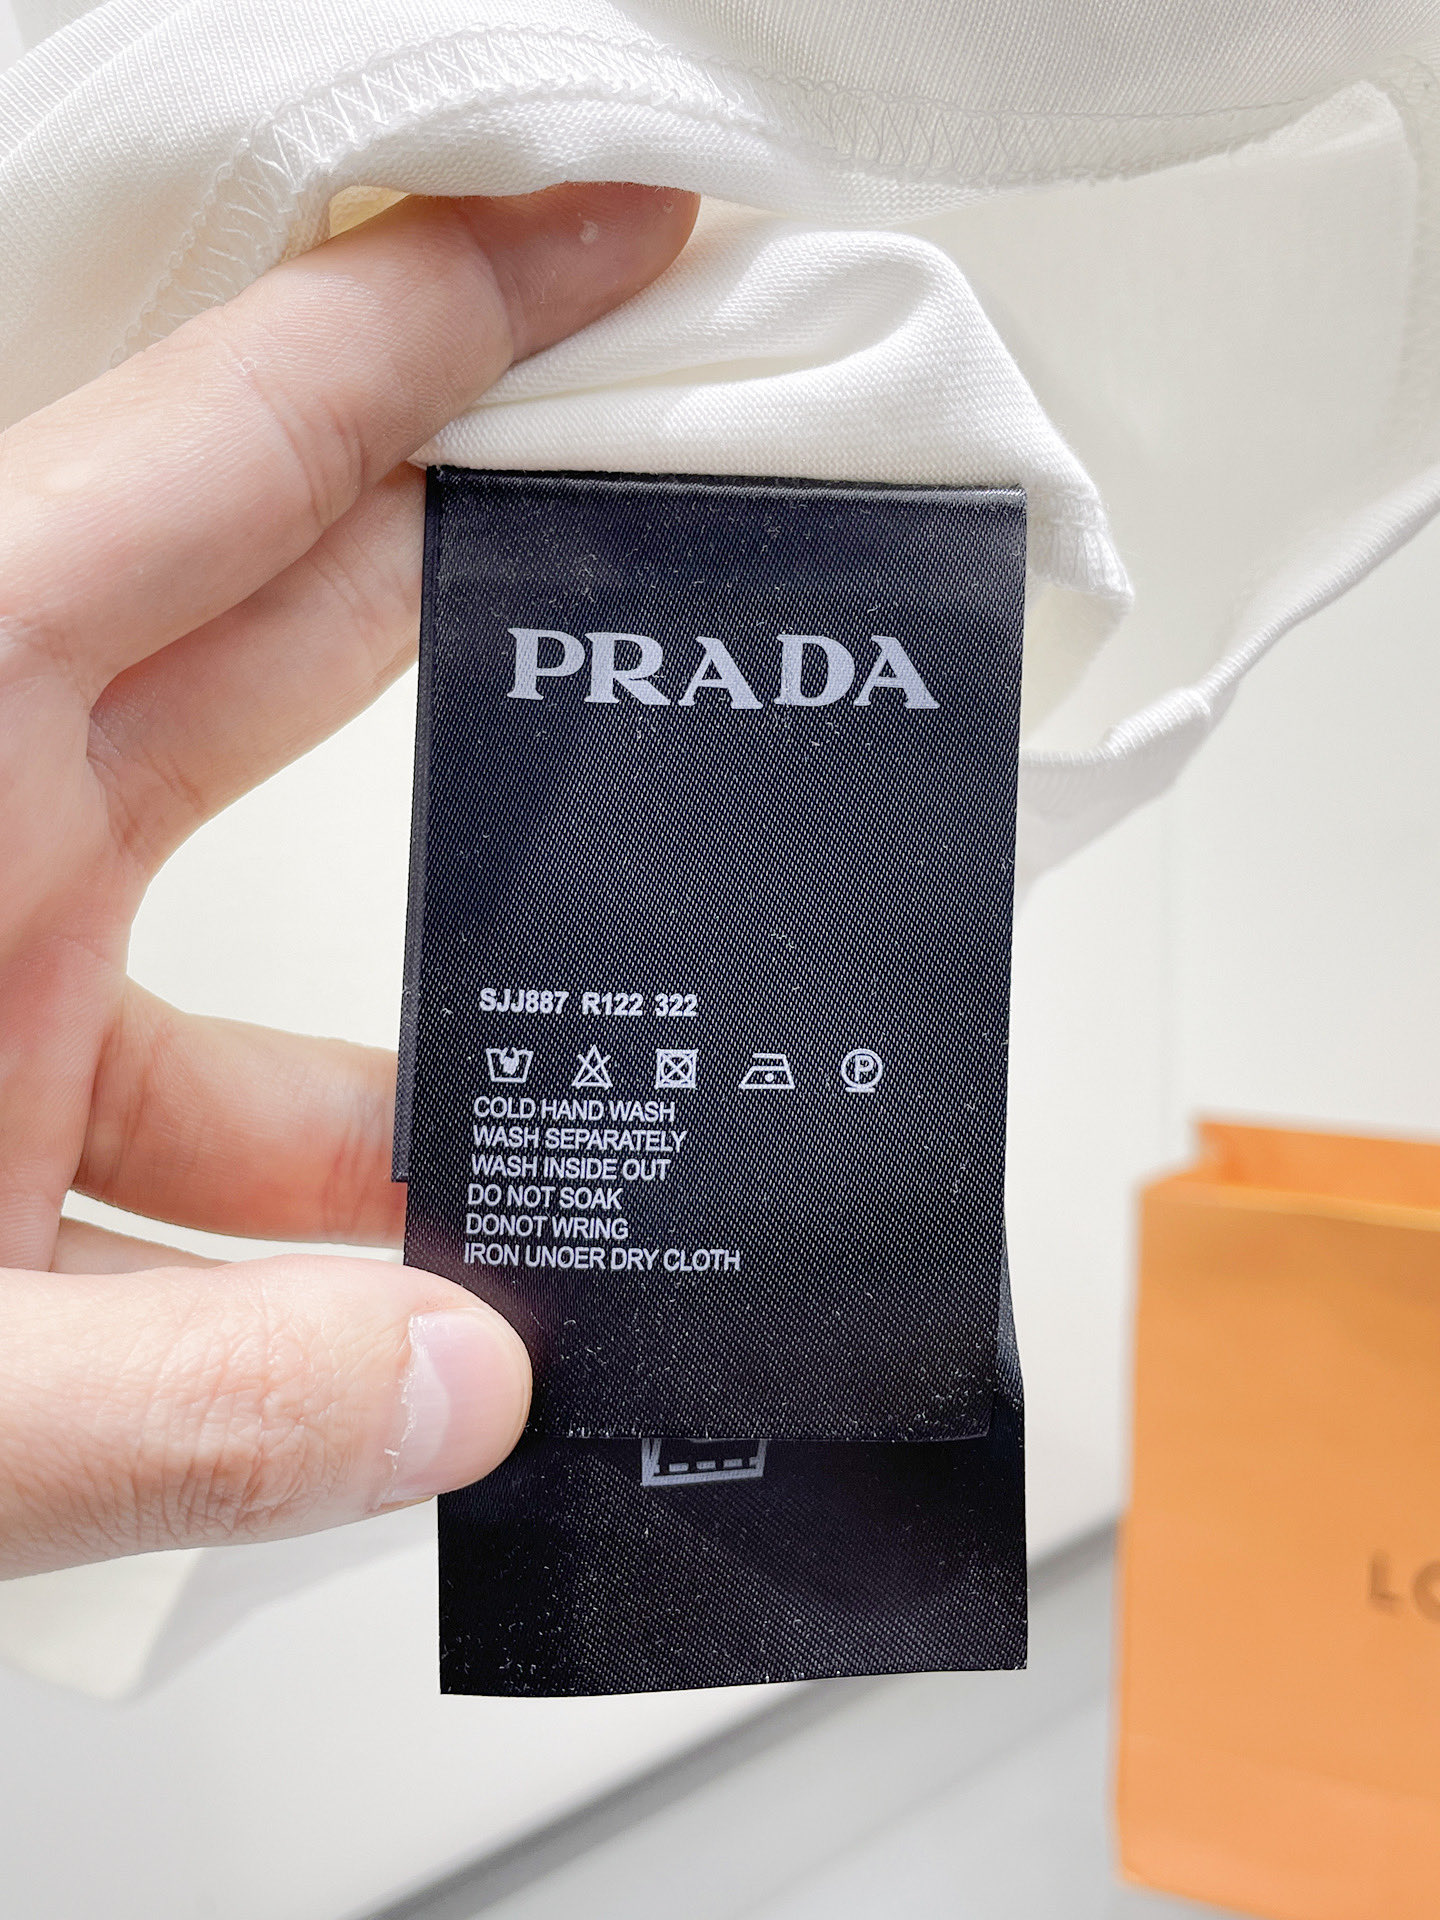 PRADA
SJJ887 R122 322
P
COLD HAND WASH
WASH SEPARATELY
WASH INSIDE OUT
DO NOT SOAK
DONOT WRING
IRON UNOER DRY CLOTH